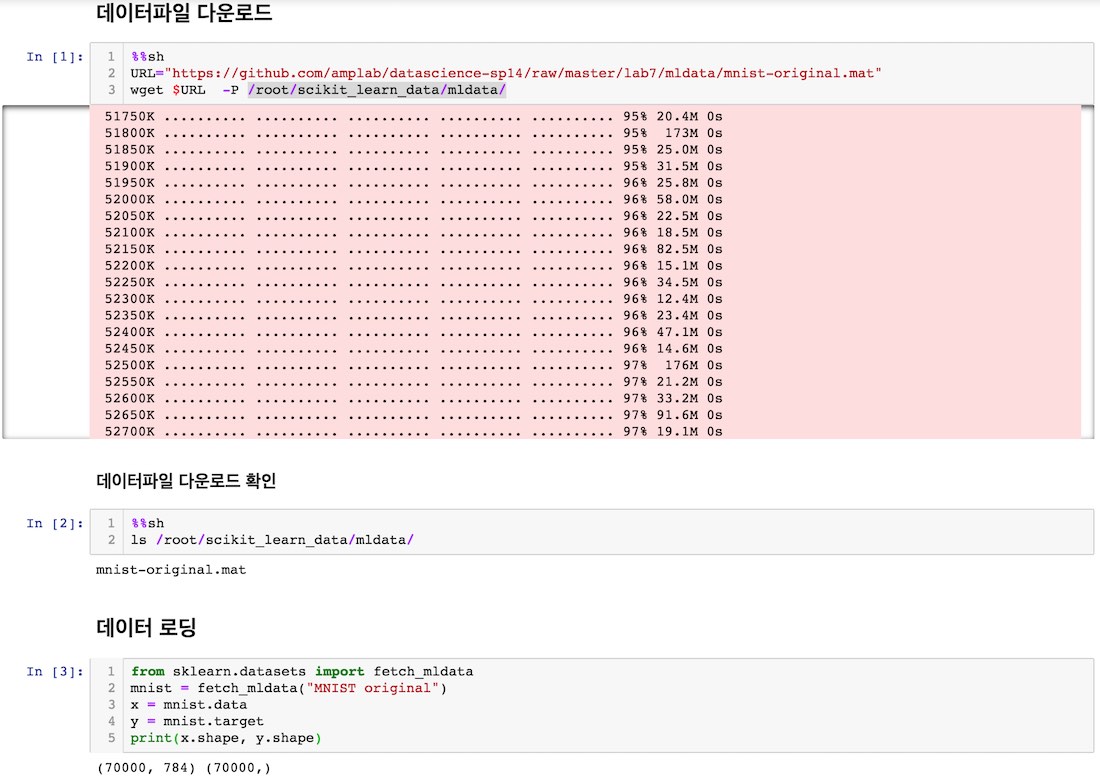 데이터파일 다운로드
In [1]:
1 %%sh
2 URL="https://github.com/amplab/datascience-sp14/raw/master/lab7/mldata/mnist-original.mat"
3 wget $URL  -P /root/scikit_learn_data/mldata/
51750K .......... .......... .......... .......... .......... 95% 20.4M 0s
51800K .......... .......... .......... .......... .......... 95%  173M 0s
51850K .......... .......... .......... .......... .......... 95% 25.0M 0s
51900K .......... .......... .......... .......... .......... 95% 31.5M 0s
51950K .......... .......... .......... .......... .......... 96% 25.8M 0s
52000K .......... .......... .......... .......... .......... 96% 58.0M 0s
52050K .......... .......... .......... .......... .......... 96% 22.5M 0s
52100K .......... .......... .......... .......... .......... 96% 18.5M 0s
52150K .......... .......... .......... .......... .......... 96% 82.5M 0s
52200K .......... .......... .......... .......... .......... 96% 15.1M 0s
52250K .......... .......... .......... .......... .......... 96% 34.5M 0s
52300K .......... .......... .......... .......... .......... 96% 12.4M 0s
52350K .......... .......... .......... .......... .......... 96% 23.4M 0s
52400K .......... .......... .......... .......... .......... 96% 47.1M 0s
52450K .......... .......... .......... .......... .......... 96% 14.6M 0s
52500K .......... .......... .......... .......... .......... 97%  176M 0s
52550K .......... .......... .......... .......... .......... 97% 21.2M 0s
52600K .......... .......... .......... .......... .......... 97% 33.2M 0s
52650K .......... .......... .......... .......... .......... 97% 91.6M 0s
52700K .......... .......... .......... .......... .......... 97% 19.1M 0s
데이터파일 다운로드 확인
In [2]:
1 %%sh
2 ls /root/scikit_learn_data/mldata/
mnist-original.mat
데이터 로딩
In [3]:
1 from sklearn.datasets import fetch_mldata
2 mnist = fetch_mldata("MNIST original")
3 x = mnist.data
4 y = mnist.target
5 print(x.shape, y.shape)
(70000, 784) (70000,)